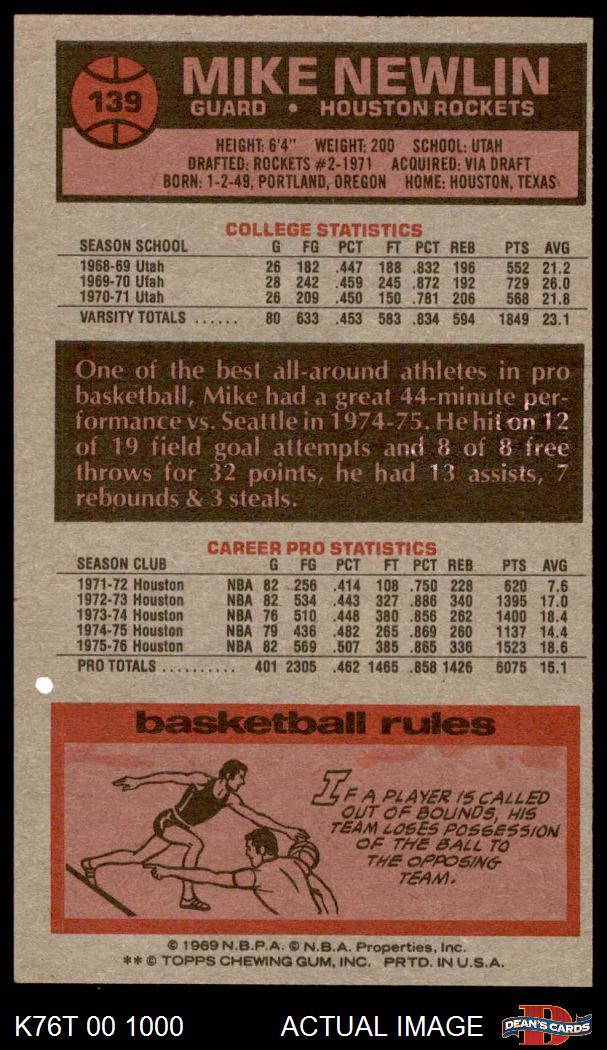 139
MIKE NEWLIN
GUARD • HOUSTON ROCKETS
HEIGHT: 6'4" WEIGHT: 200 SCHOOL: UTAH
DRAFTED: ROCKETS #2-1971 ACQUIRED: VIA DRAFT
BORN: 1-2-49, PORTLAND, OREGON HOME: HOUSTON, TEXAS
COLLEGE STATISTICS
SEASON SCHOOL G FG PCT FT PCT REB PTS AVG
1968-69 Utah 26 182 .447 188 .832 196 552 21.2
1969-70 Utah 28 242 .459 245 .872 192 729 26.0
1970-71 Utah 26 209 .450 150 .781 206 568 21.8
VARSITY TOTALS ...... 80 633 .453 583 .834 594 1849 23.1
One of the best all-around athletes in pro
basketball, Mike had a great 44-minute per-
formance vs. Seattle in 1974-75. He hit on 12
of 19 field goal attempts and 8 of 8 free
throws for 32 points, he had 13 assists, 7
rebounds & 3 steals.
CAREER PRO STATISTICS
SEASON CLUB G FG PCT FT PCT REB PTS AVG
1971-72 Houston NBA 82 256 .414 108 .750 228 620 7.6
1972-73 Houston NBA 82 534 .443 327 .886 340 1395 17.0
1973-74 Houston NBA 76 510 .448 380 .856 262 1400 18.4
1974-75 Houston NBA 79 436 .482 265 .869 260 1137 14.4
1975-76 Houston NBA 82 569 .507 385 .865 336 1523 18.6
PRO TOTALS .......... 401 2305 .462 1465 .858 1426 6075 15.1
basketball rules
IF A PLAYER IS CALLED
OUT OF BOUNDS, HIS
TEAM LOSES POSSESSION
OF THE BALL TO
THE OPPOSING
TEAM.
© 1969 N.B.P.A. © N.B.A. Properties, Inc.
** © TOPPS CHEWING GUM, INC. PRTD. IN U.S.A.
K76T 00 1000 ACTUAL IMAGE DEAN'S CARDS